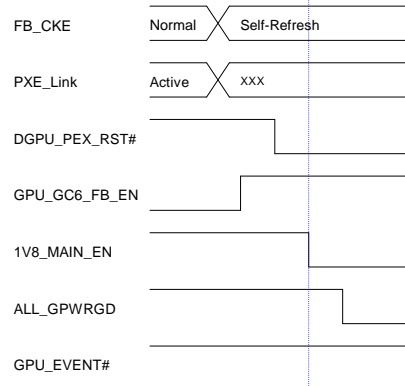 FB_CKE Normal Self-Refresh
PXE_Link Active XXX
DGPU_PEX_RST#
GPU_GC6_FB_EN
1V8_MAIN_EN
ALL_GPWRGD
GPU_EVENT#